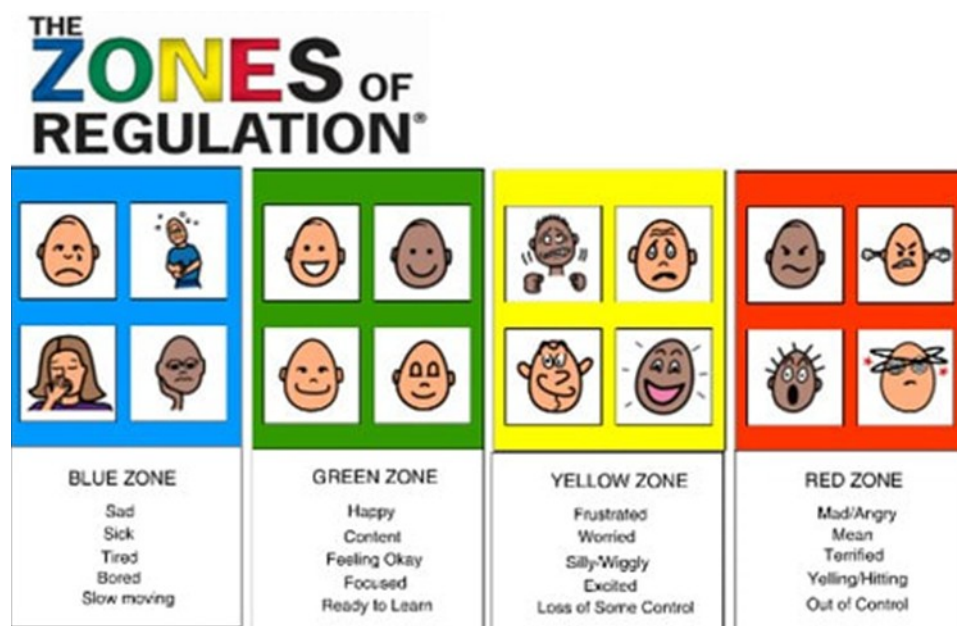 THE
ZONES OF
REGULATION®
BLUE ZONE
Sad
Sick
Tired
Bored
Slow moving
GREEN ZONE
Happy
Content
Feeling Okay
Focused
Ready to Learn
YELLOW ZONE
Frustrated
Worried
Silly-Wiggly
Excited
Loss of Some Control
RED ZONE
Mad/Angry
Mean
Terrified
Yelling/Hitting
Out of Control